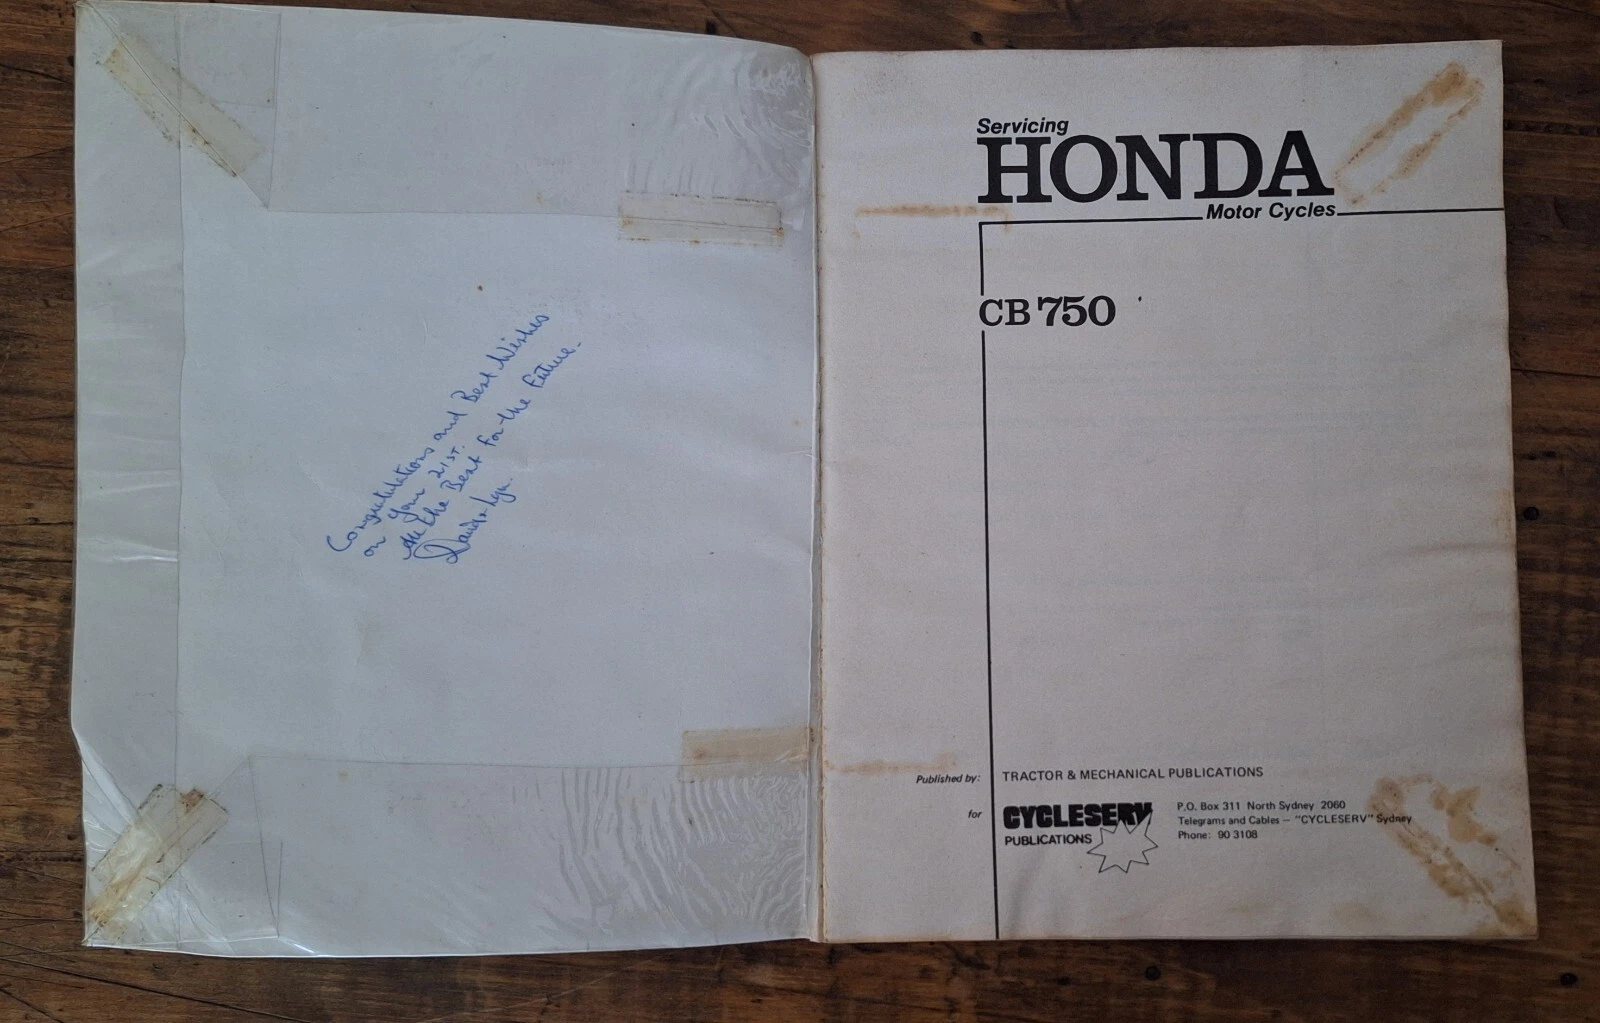 Congratulations and Best Wishes
on your 21st.
All the Best For the Future.
David + Lyn.
Servicing
HONDA
Motor Cycles
CB 750
Published by: TRACTOR & MECHANICAL PUBLICATIONS
for CYCLESERV
PUBLICATIONS
P.O. Box 311 North Sydney 2060
Telegrams and Cables — "CYCLESERV" Sydney
Phone: 90 3108